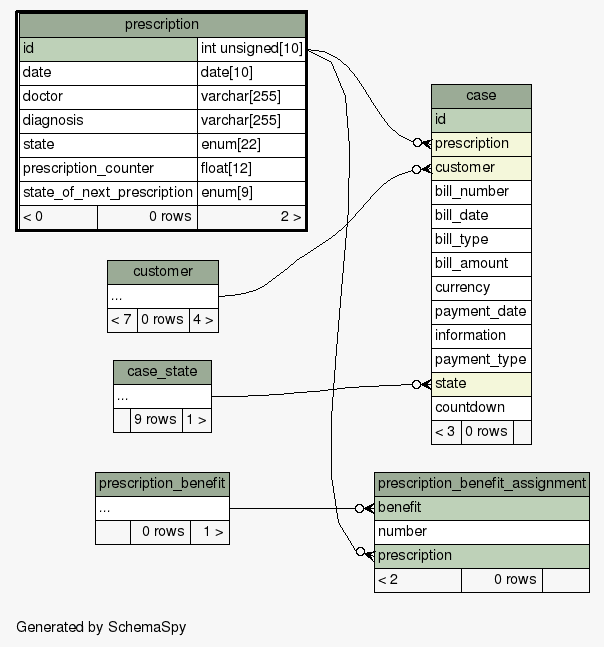 prescription
id int unsigned[10]
date date[10]
doctor varchar[255]
diagnosis varchar[255]
state enum[22]
prescription_counter float[12]
state_of_next_prescription enum[9]
< 0 0 rows 2 >
case
id
prescription
customer
bill_number
bill_date
bill_type
bill_amount
currency
payment_date
information
payment_type
state
countdown
< 3 0 rows
customer
...
< 7 0 rows 4 >
case_state
...
9 rows 1 >
prescription_benefit
...
0 rows 1 >
prescription_benefit_assignment
benefit
number
prescription
< 2 0 rows
Generated by SchemaSpy